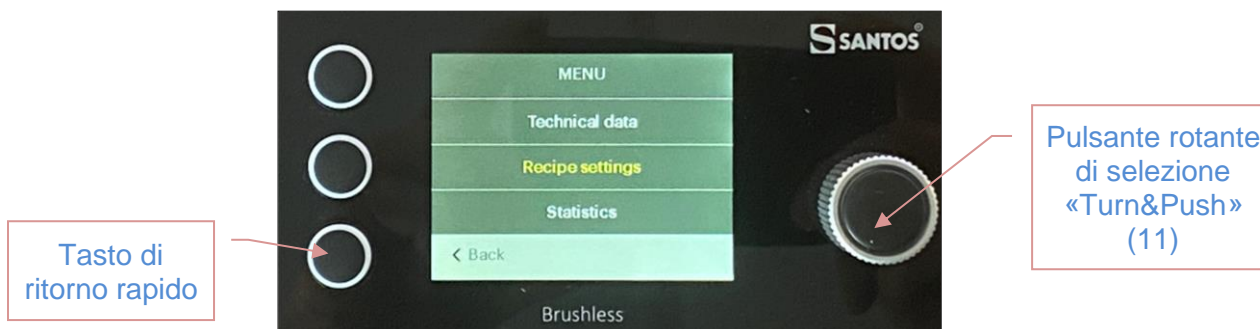 SSANTOS®
MENU
Technical data
Recipe settings
Statistics
< Back
Brushless
Tasto di
ritorno rapido
Pulsante rotante
di selezione
«Turn&Push»
(11)